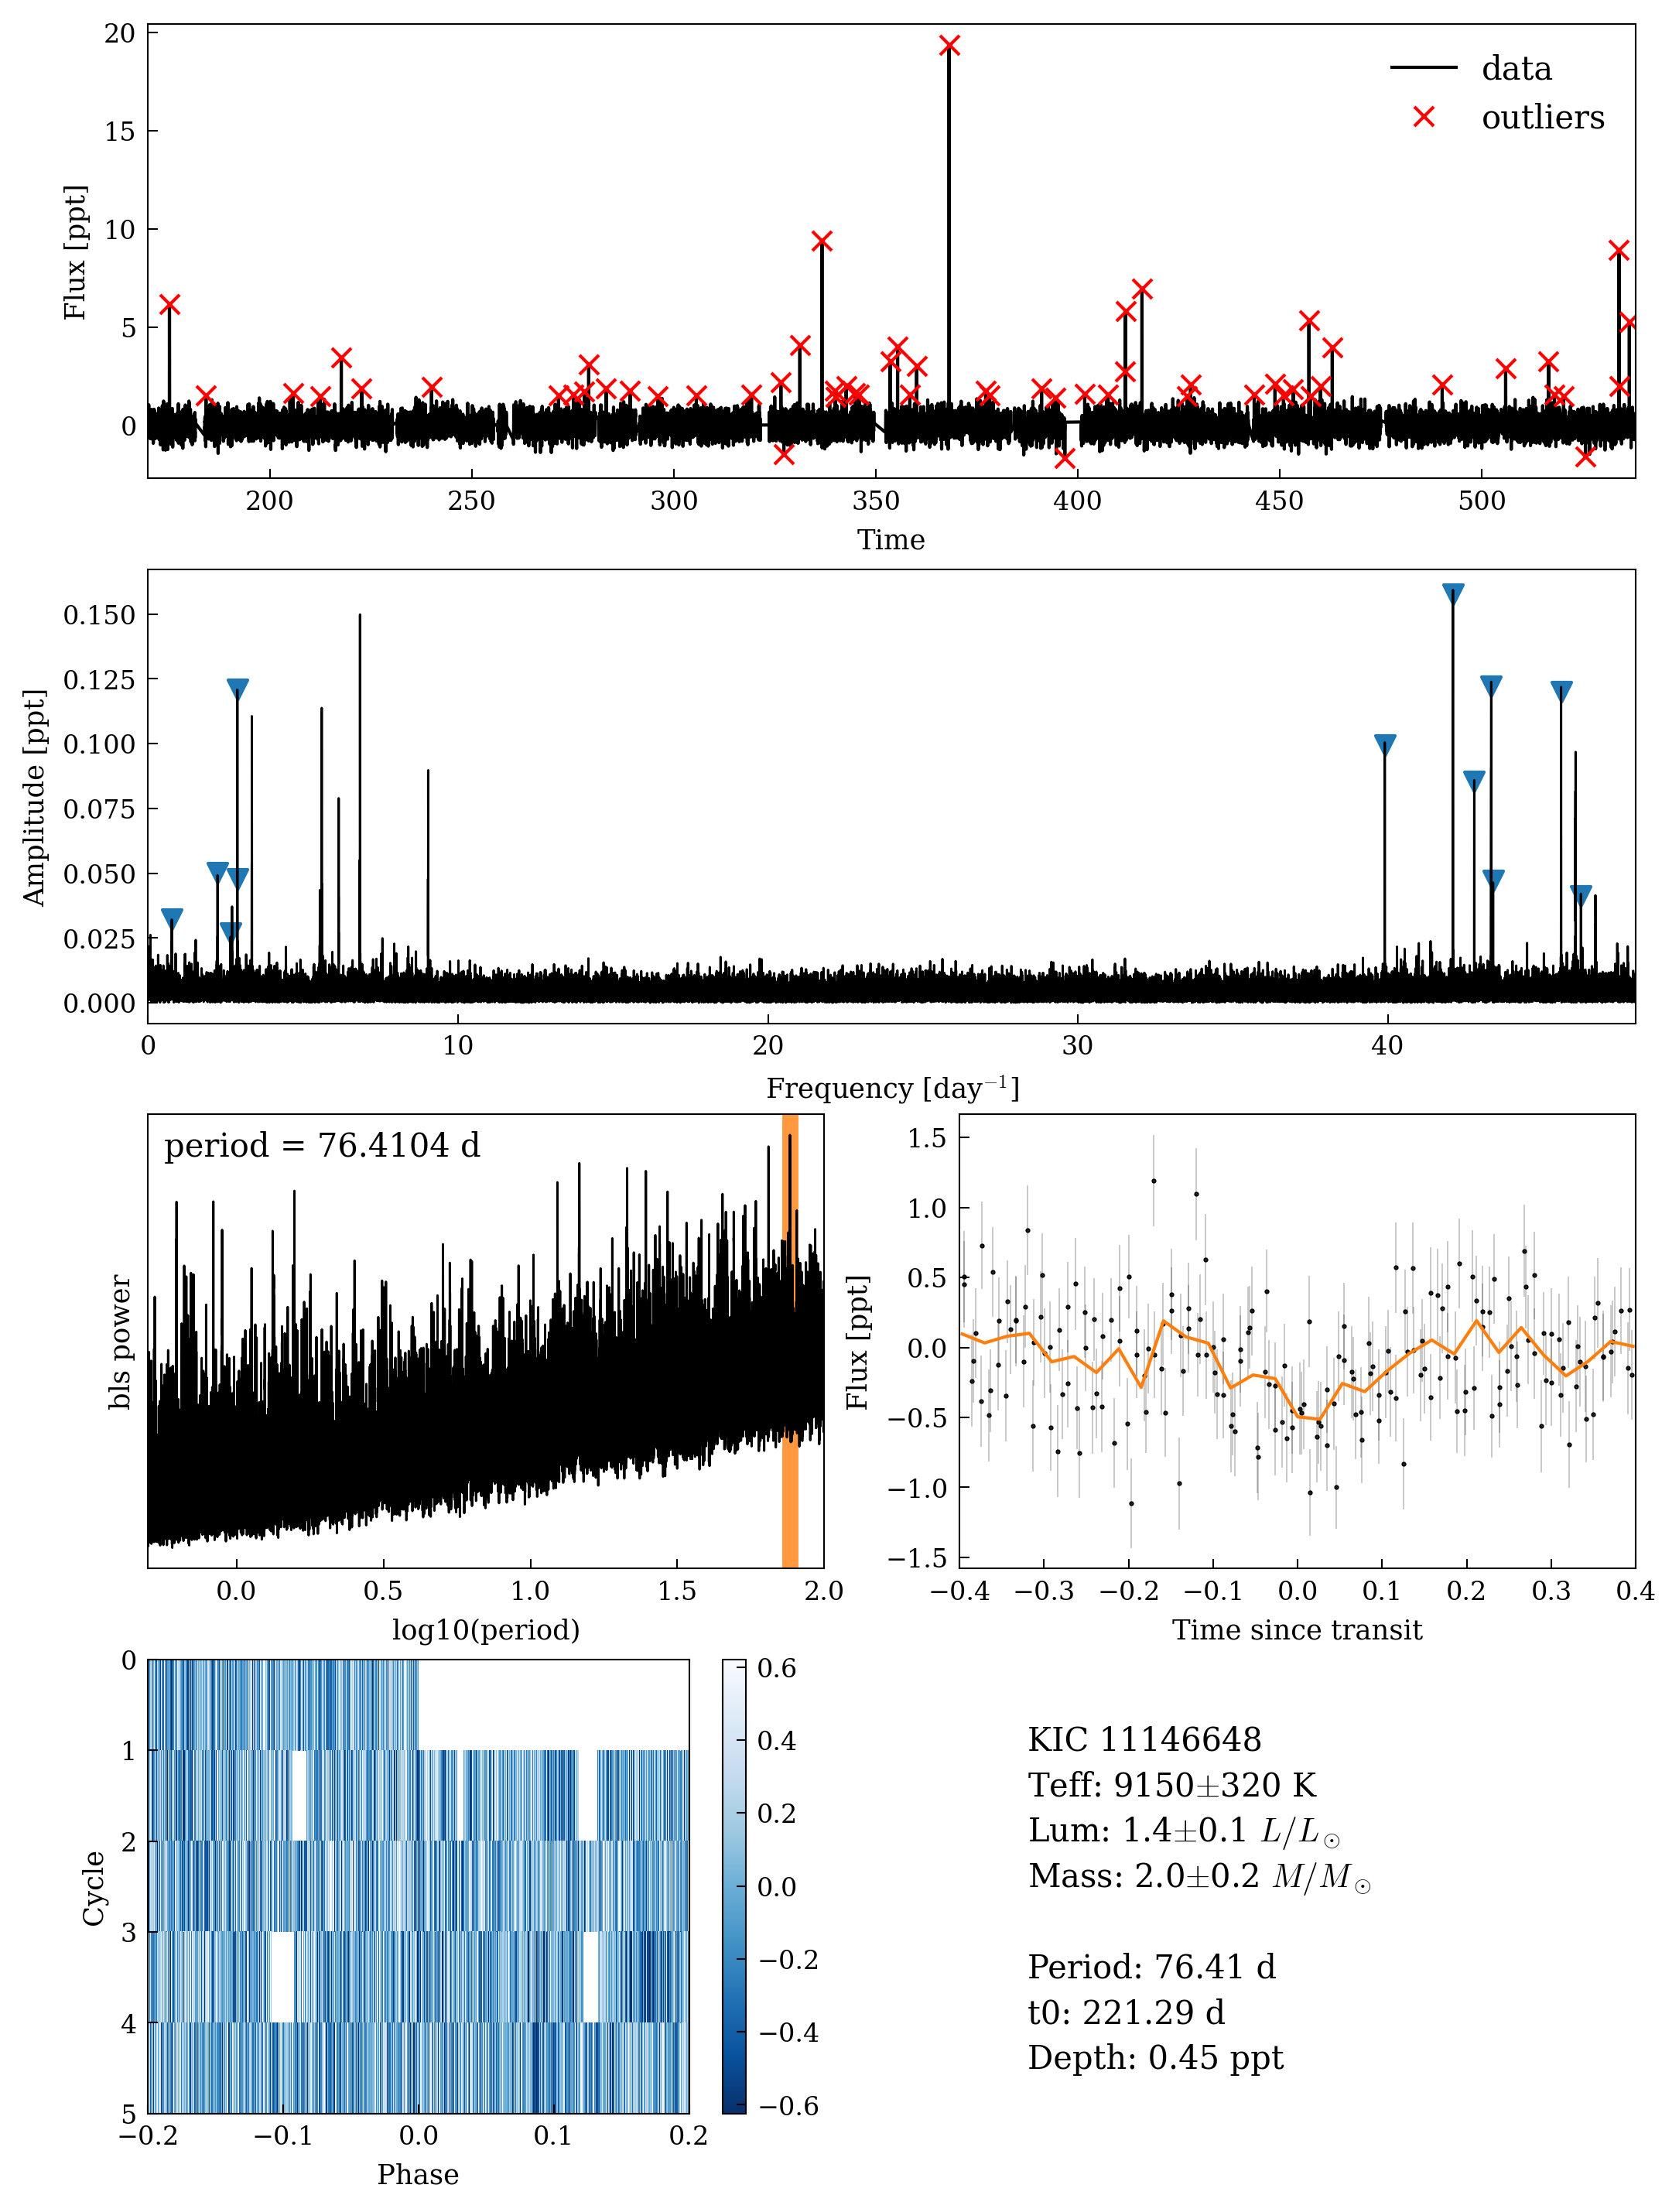 20
15
10
5
0
Flux [ppt]
data
outliers
200 250 300 350 400 450 500
Time
0.150
0.125
0.100
0.075
0.050
0.025
0.000
Amplitude [ppt]
0 10 20 30 40
Frequency [day⁻¹]
period = 76.4104 d
bls power
0.0 0.5 1.0 1.5 2.0
log10(period)
1.5
1.0
0.5
0.0
−0.5
−1.0
−1.5
Flux [ppt]
−0.4 −0.3 −0.2 −0.1 0.0 0.1 0.2 0.3 0.4
Time since transit
0
1
2
3
4
5
Cycle
−0.2 −0.1 0.0 0.1 0.2
Phase
0.6
0.4
0.2
0.0
−0.2
−0.4
−0.6
KIC 11146648
Teff: 9150±320 K
Lum: 1.4±0.1 L/L⊙
Mass: 2.0±0.2 M/M⊙
Period: 76.41 d
t0: 221.29 d
Depth: 0.45 ppt